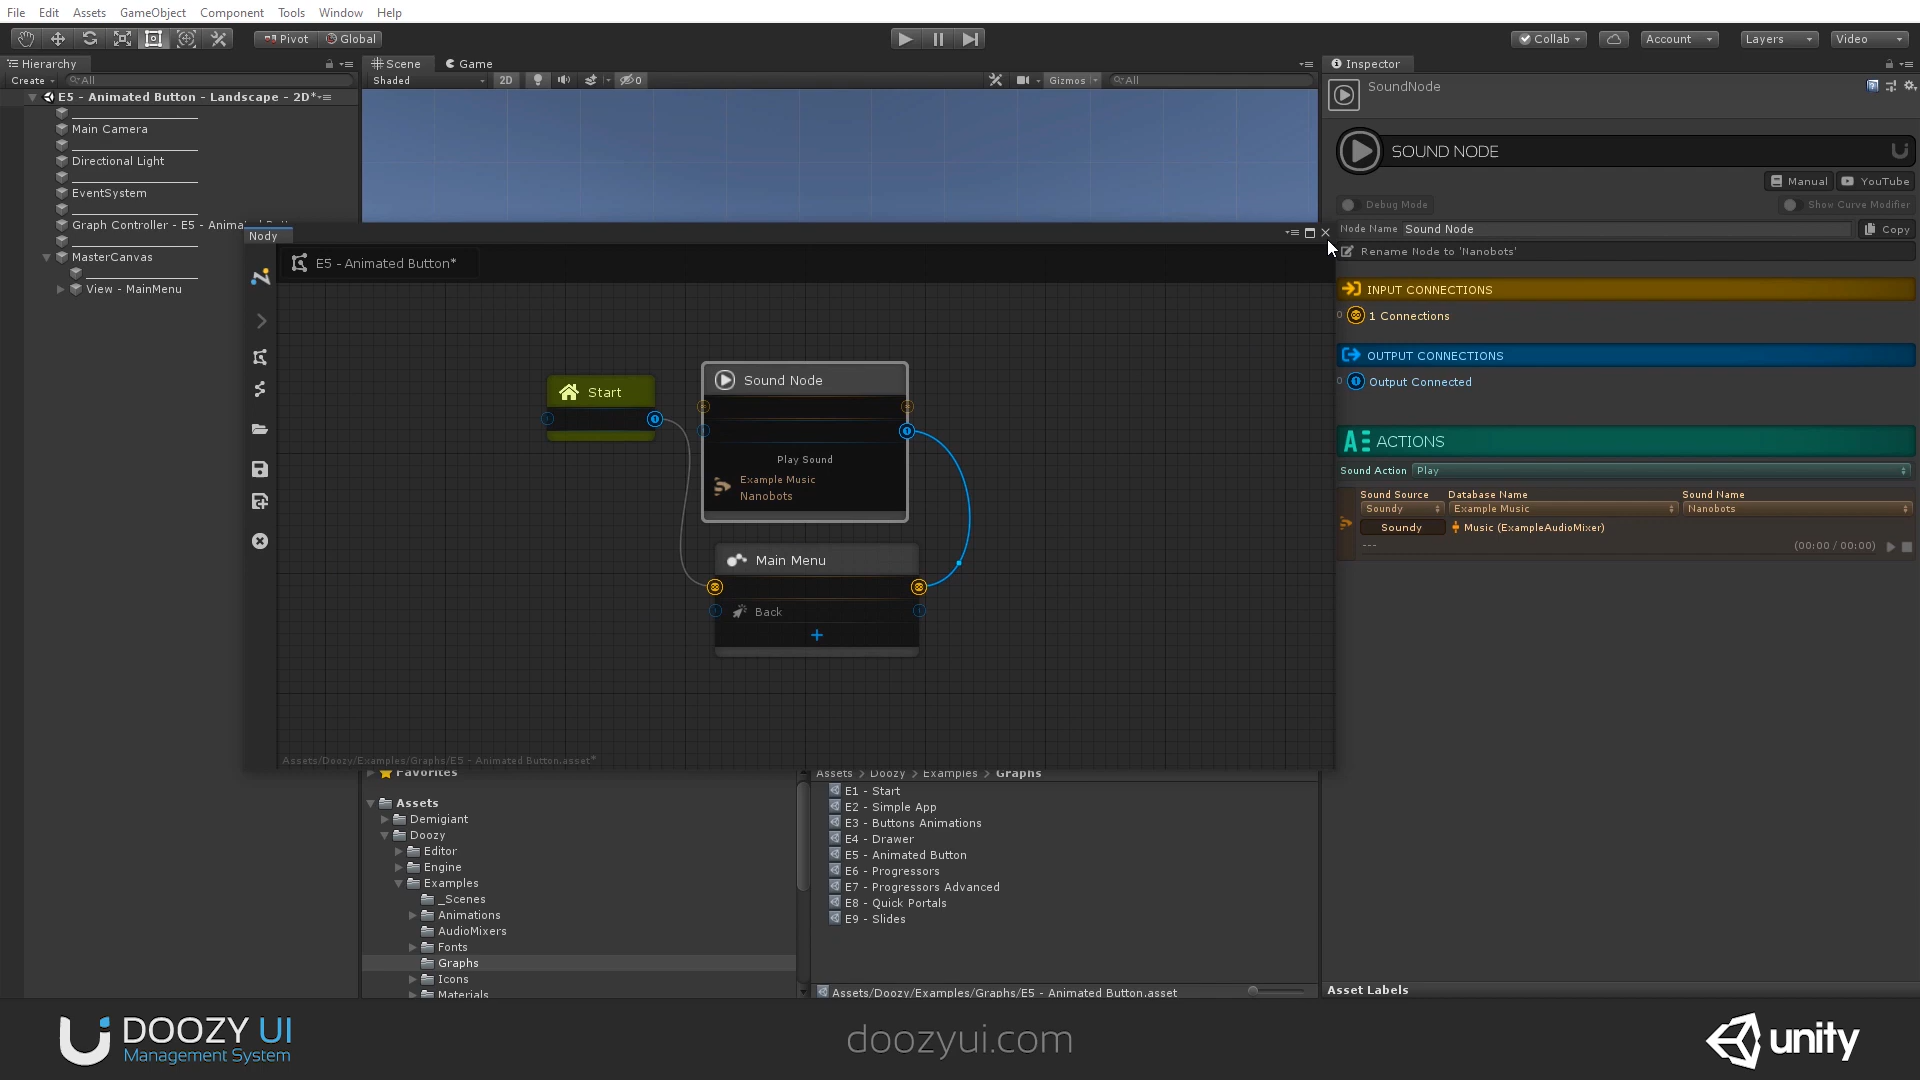 File Edit Assets GameObject Component Tools Window Help
Pivot Global Collab Account Layers Video
Hierarchy
Create All
E5 - Animated Button - Landscape - 2D*
Main Camera
Directional Light
EventSystem
Graph Controller - E5 - Anima
MasterCanvas
View - MainMenu
Scene Game
Shaded 2D 0 Gizmos All
Nody
E5 - Animated Button*
Start
Sound Node
Play Sound
Example Music
Nanobots
Main Menu
Back
Assets/Doozy/Examples/Graphs/E5 - Animated Button.asset*
Inspector
SoundNode
SOUND NODE
Manual YouTube
Debug Mode Show Curve Modifier
Node Name Sound Node Copy
Rename Node to 'Nanobots'
INPUT CONNECTIONS
0 1 Connections
OUTPUT CONNECTIONS
0 Output Connected
ACTIONS
Sound Action Play
Sound Source Database Name Sound Name
Soundy Example Music Nanobots
Soundy Music (ExampleAudioMixer)
--- (00:00 / 00:00)
Asset Labels
Favorites
Assets
Demigiant
Doozy
Editor
Engine
Examples
_Scenes
Animations
AudioMixers
Fonts
Graphs
Icons
Materials
Assets > Doozy > Examples > Graphs
E1 - Start
E2 - Simple App
E3 - Buttons Animations
E4 - Drawer
E5 - Animated Button
E6 - Progressors
E7 - Progressors Advanced
E8 - Quick Portals
E9 - Slides
Assets/Doozy/Examples/Graphs/E5 - Animated Button.asset
DOOZY UI
Management System
doozyui.com
unity